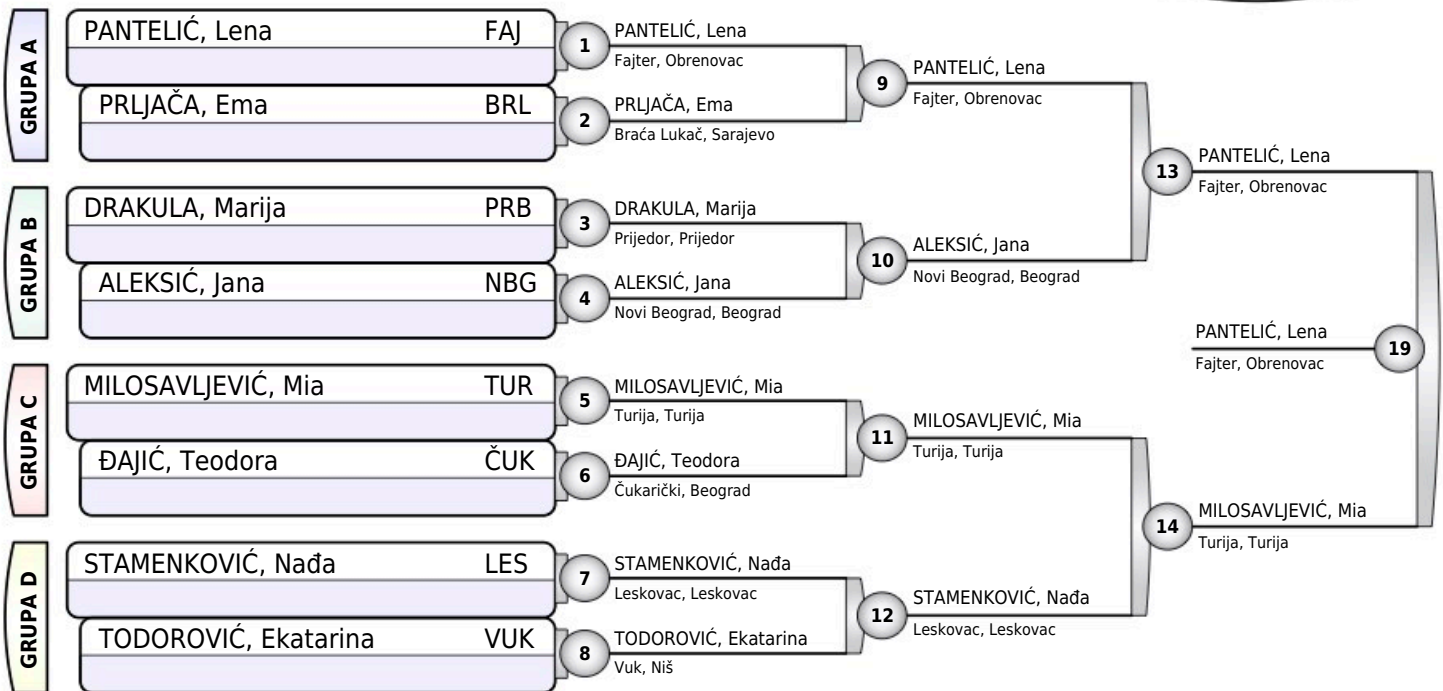 GRUPA A
PANTELIĆ, Lena FAJ
PRLJAČA, Ema BRL
GRUPA B
DRAKULA, Marija PRB
ALEKSIĆ, Jana NBG
GRUPA C
MILOSAVLJEVIĆ, Mia TUR
ĐAJIĆ, Teodora ČUK
GRUPA D
STAMENKOVIĆ, Nađa LES
TODOROVIĆ, Ekatarina VUK
1 PANTELIĆ, Lena
Fajter, Obrenovac
2 PRLJAČA, Ema
Braća Lukač, Sarajevo
3 DRAKULA, Marija
Prijedor, Prijedor
4 ALEKSIĆ, Jana
Novi Beograd, Beograd
5 MILOSAVLJEVIĆ, Mia
Turija, Turija
6 ĐAJIĆ, Teodora
Čukarički, Beograd
7 STAMENKOVIĆ, Nađa
Leskovac, Leskovac
8 TODOROVIĆ, Ekatarina
Vuk, Niš
9 PANTELIĆ, Lena
Fajter, Obrenovac
10 ALEKSIĆ, Jana
Novi Beograd, Beograd
11 MILOSAVLJEVIĆ, Mia
Turija, Turija
12 STAMENKOVIĆ, Nađa
Leskovac, Leskovac
13 PANTELIĆ, Lena
Fajter, Obrenovac
14 MILOSAVLJEVIĆ, Mia
Turija, Turija
PANTELIĆ, Lena 19
Fajter, Obrenovac